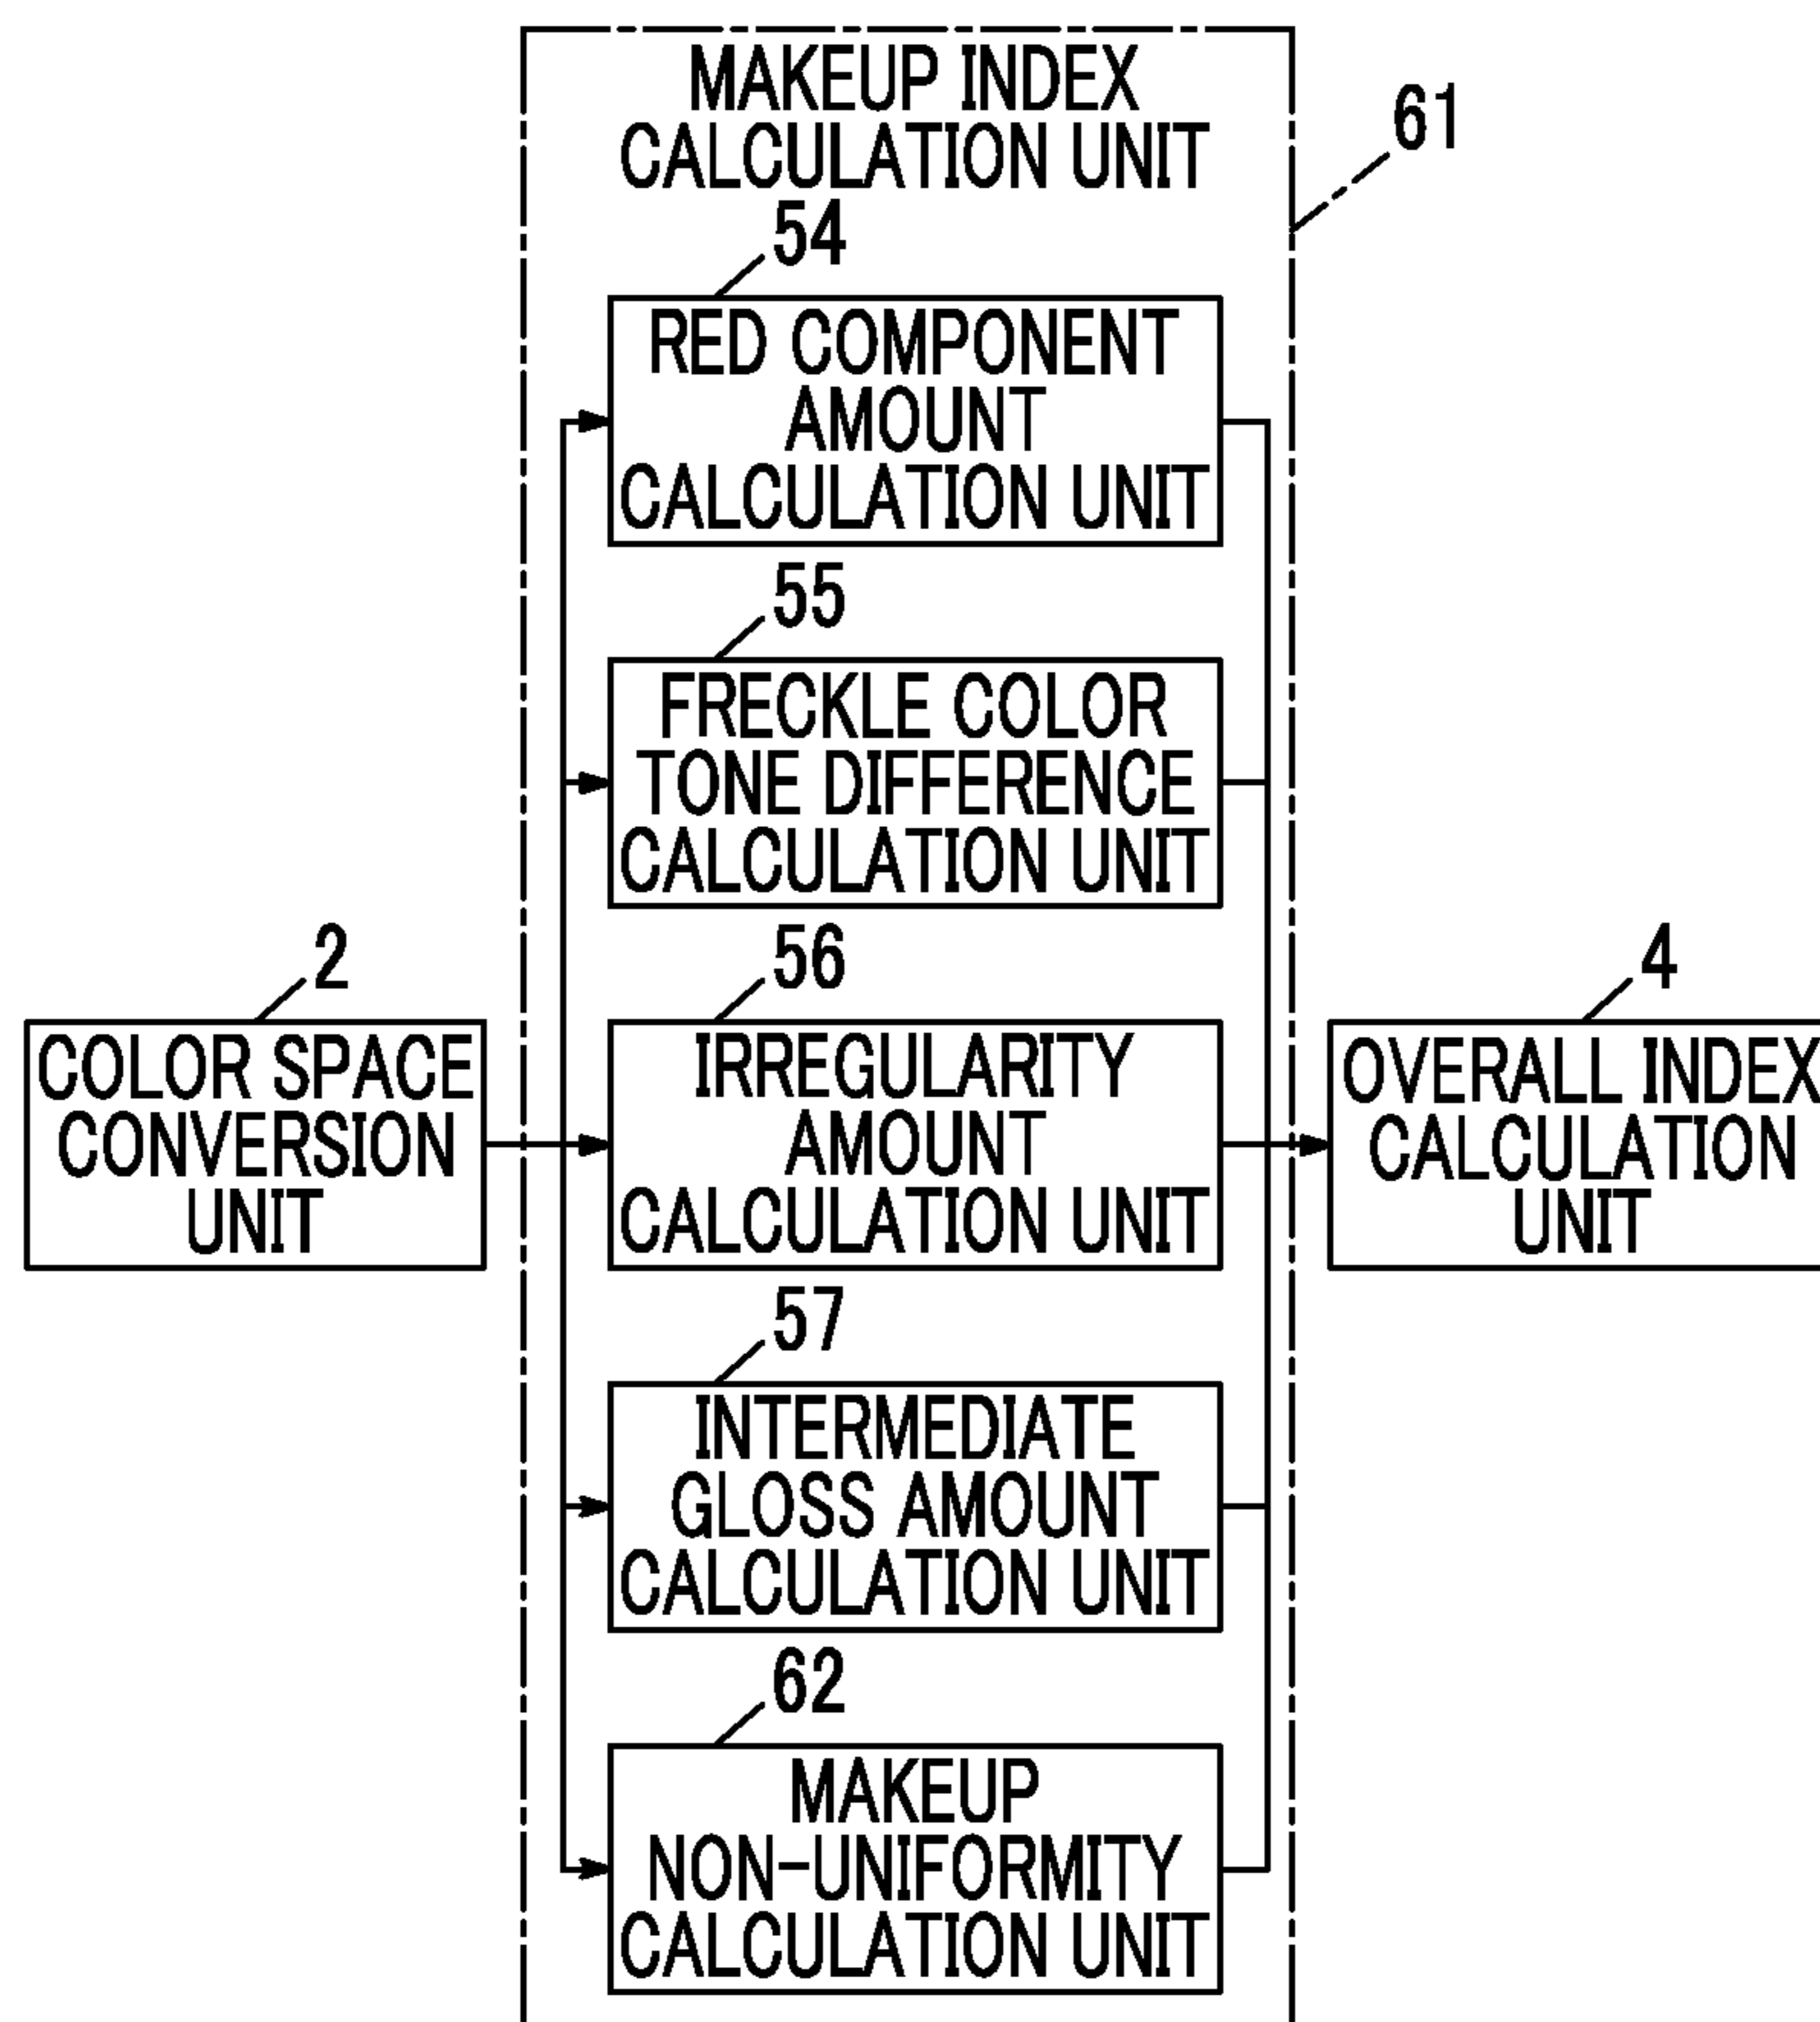 MAKEUP INDEX
CALCULATION UNIT
61
54
RED COMPONENT
AMOUNT
CALCULATION UNIT
55
FRECKLE COLOR
TONE DIFFERENCE
CALCULATION UNIT
2
COLOR SPACE
CONVERSION
UNIT
56
IRREGULARITY
AMOUNT
CALCULATION UNIT
4
OVERALL INDEX
CALCULATION
UNIT
57
INTERMEDIATE
GLOSS AMOUNT
CALCULATION UNIT
62
MAKEUP
NON-UNIFORMITY
CALCULATION UNIT